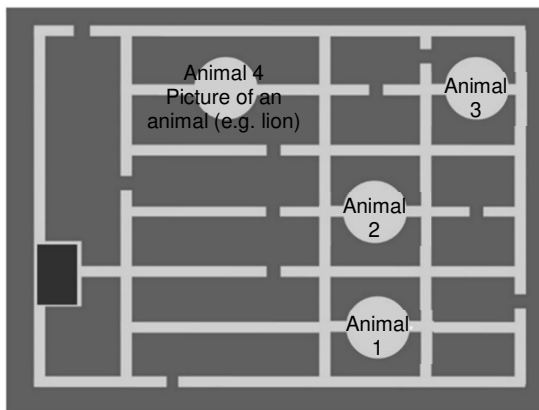 Animal 4
Picture of an
animal (e.g. lion)
Animal
3
Animal
2
Animal
1